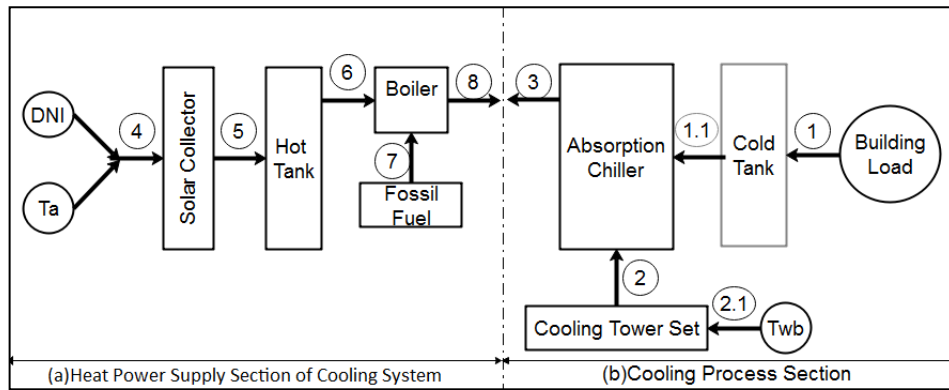 DNI
Ta
4
Solar Collector
5
Hot
Tank
6
Boiler
7
Fossil
Fuel
8
3
Absorption
Chiller
1.1
Cold
Tank
1
Building
Load
2
Cooling Tower Set
2.1
Twb
(a)Heat Power Supply Section of Cooling System
(b)Cooling Process Section